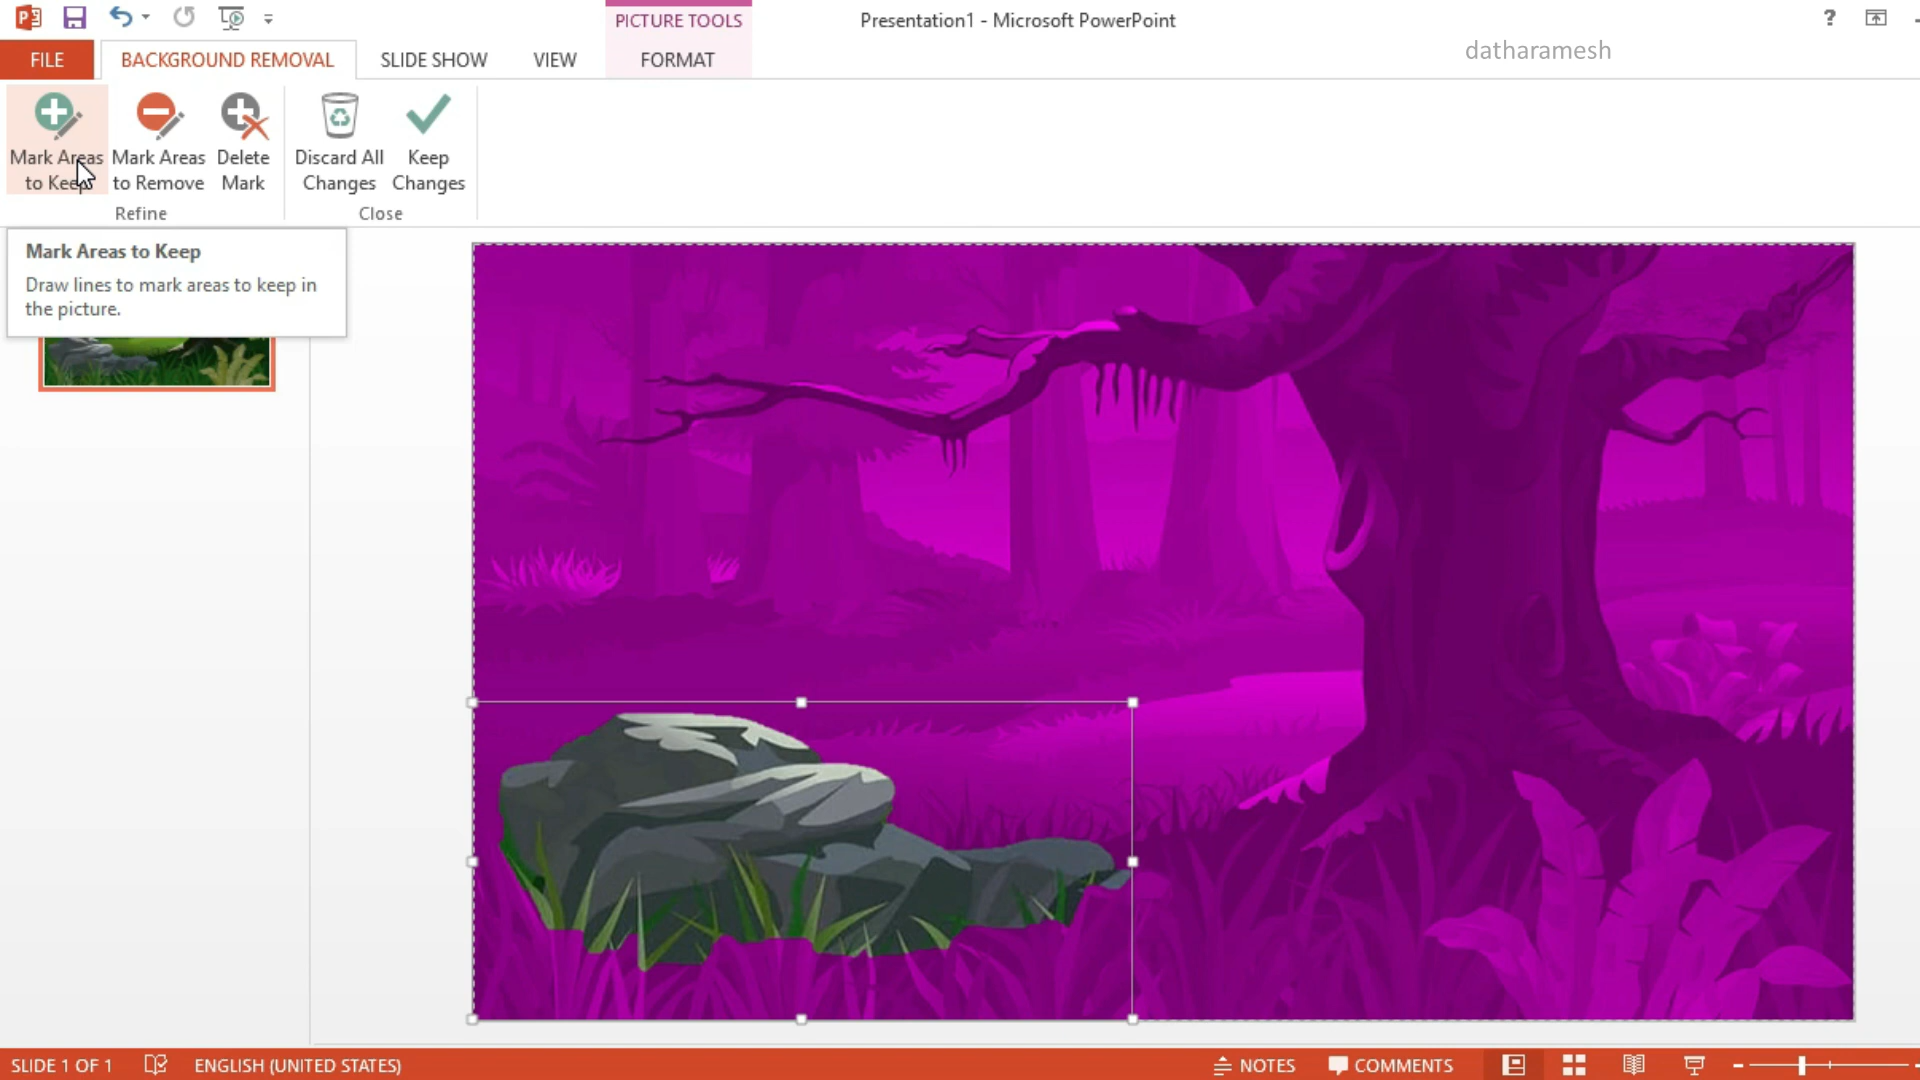 PICTURE TOOLS
Presentation1 - Microsoft PowerPoint
?
FILE
BACKGROUND REMOVAL
SLIDE SHOW
VIEW
FORMAT
datharamesh
Mark Areas
to Keep
Mark Areas
to Remove
Delete
Mark
Discard All
Changes
Keep
Changes
Refine
Close
Mark Areas to Keep
Draw lines to mark areas to keep in
the picture.
SLIDE 1 OF 1
ENGLISH (UNITED STATES)
NOTES
COMMENTS